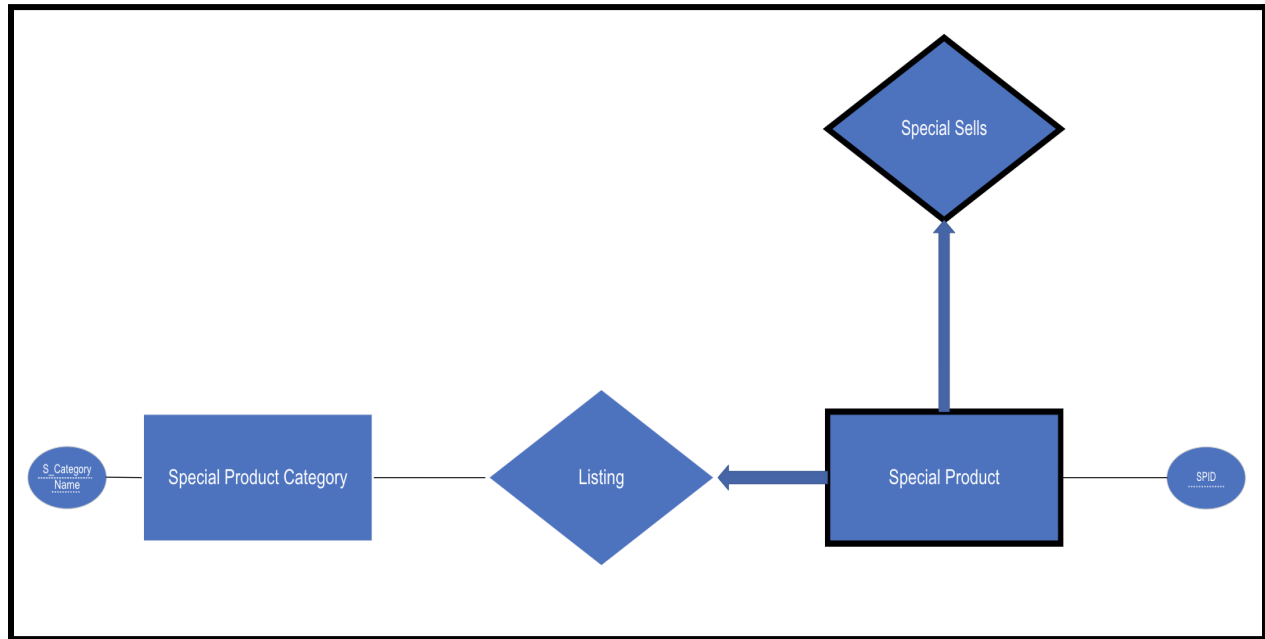 Special Sells
S_Category
Name
Special Product Category
Listing
Special Product
SPID